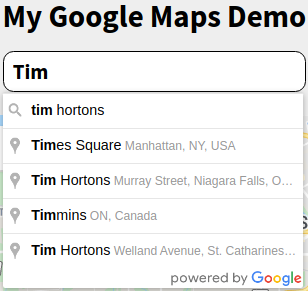 My Google Maps Demo
Tim
tim hortons
Times Square Manhattan, NY, USA
Tim Hortons Murray Street, Niagara Falls, O...
Timmins ON, Canada
Tim Hortons Welland Avenue, St. Catharines...
powered by Google